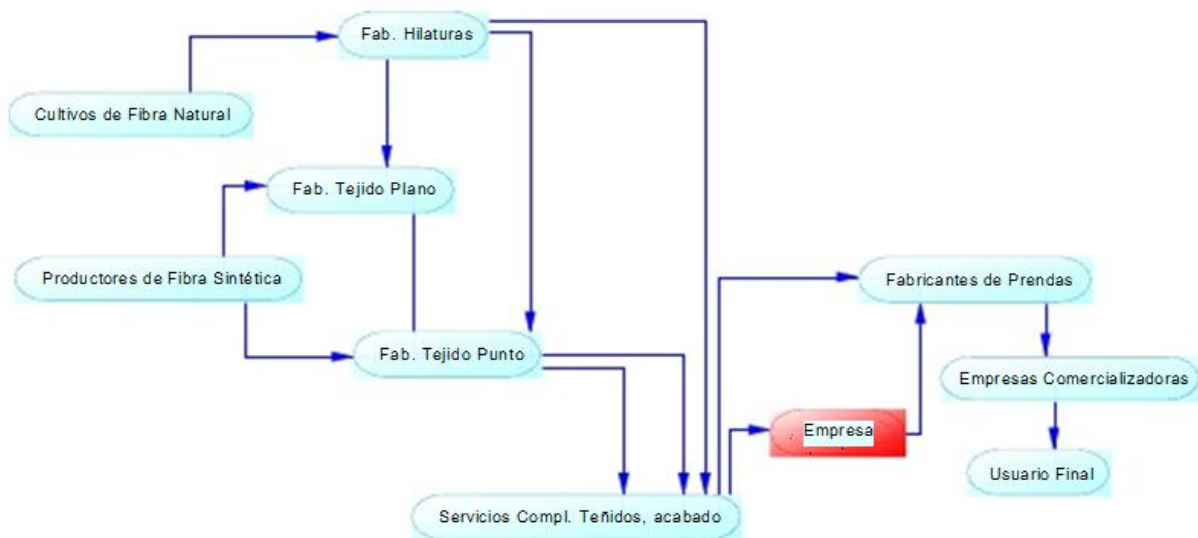 Fab. Hilaturas
Cultivos de Fibra Natural
Fab. Tejido Plano
Productores de Fibra Sintética
Fabricantes de Prendas
Fab. Tejido Punto
Empresas Comercializadoras
Empresa
Usuario Final
Servicios Compl. Teñidos, acabado